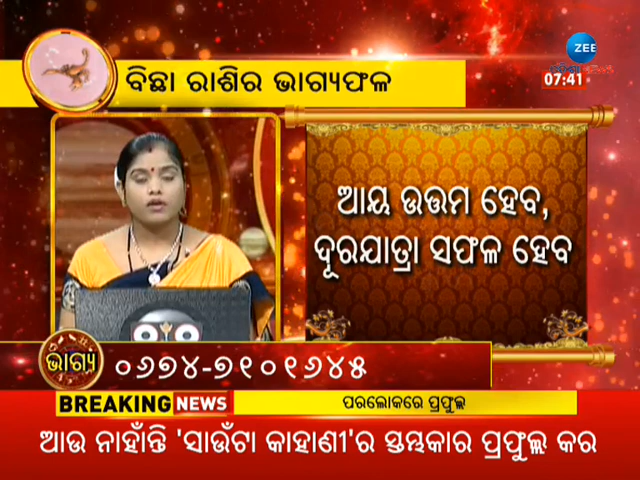 ZEE
07:41
ବିଛା ରାଶିର ଭାଗ୍ୟଫଳ
ଆୟ ଉତ୍ତମ ହେବ,
ଦୂରଯାତ୍ରା ସଫଳ ହେବ
ଭାଗ୍ୟ
୦୬୭୪-୭୧୦୧୬୪୫
BREAKING NEWS
ପରଲୋକରେ ପ୍ରଫୁଲ୍ଲ
ଆଉ ନାହାଁନ୍ତି 'ସାଉଁଟା କାହାଣୀ'ର ସ୍ତମ୍ଭକାର ପ୍ରଫୁଲ୍ଲ କର